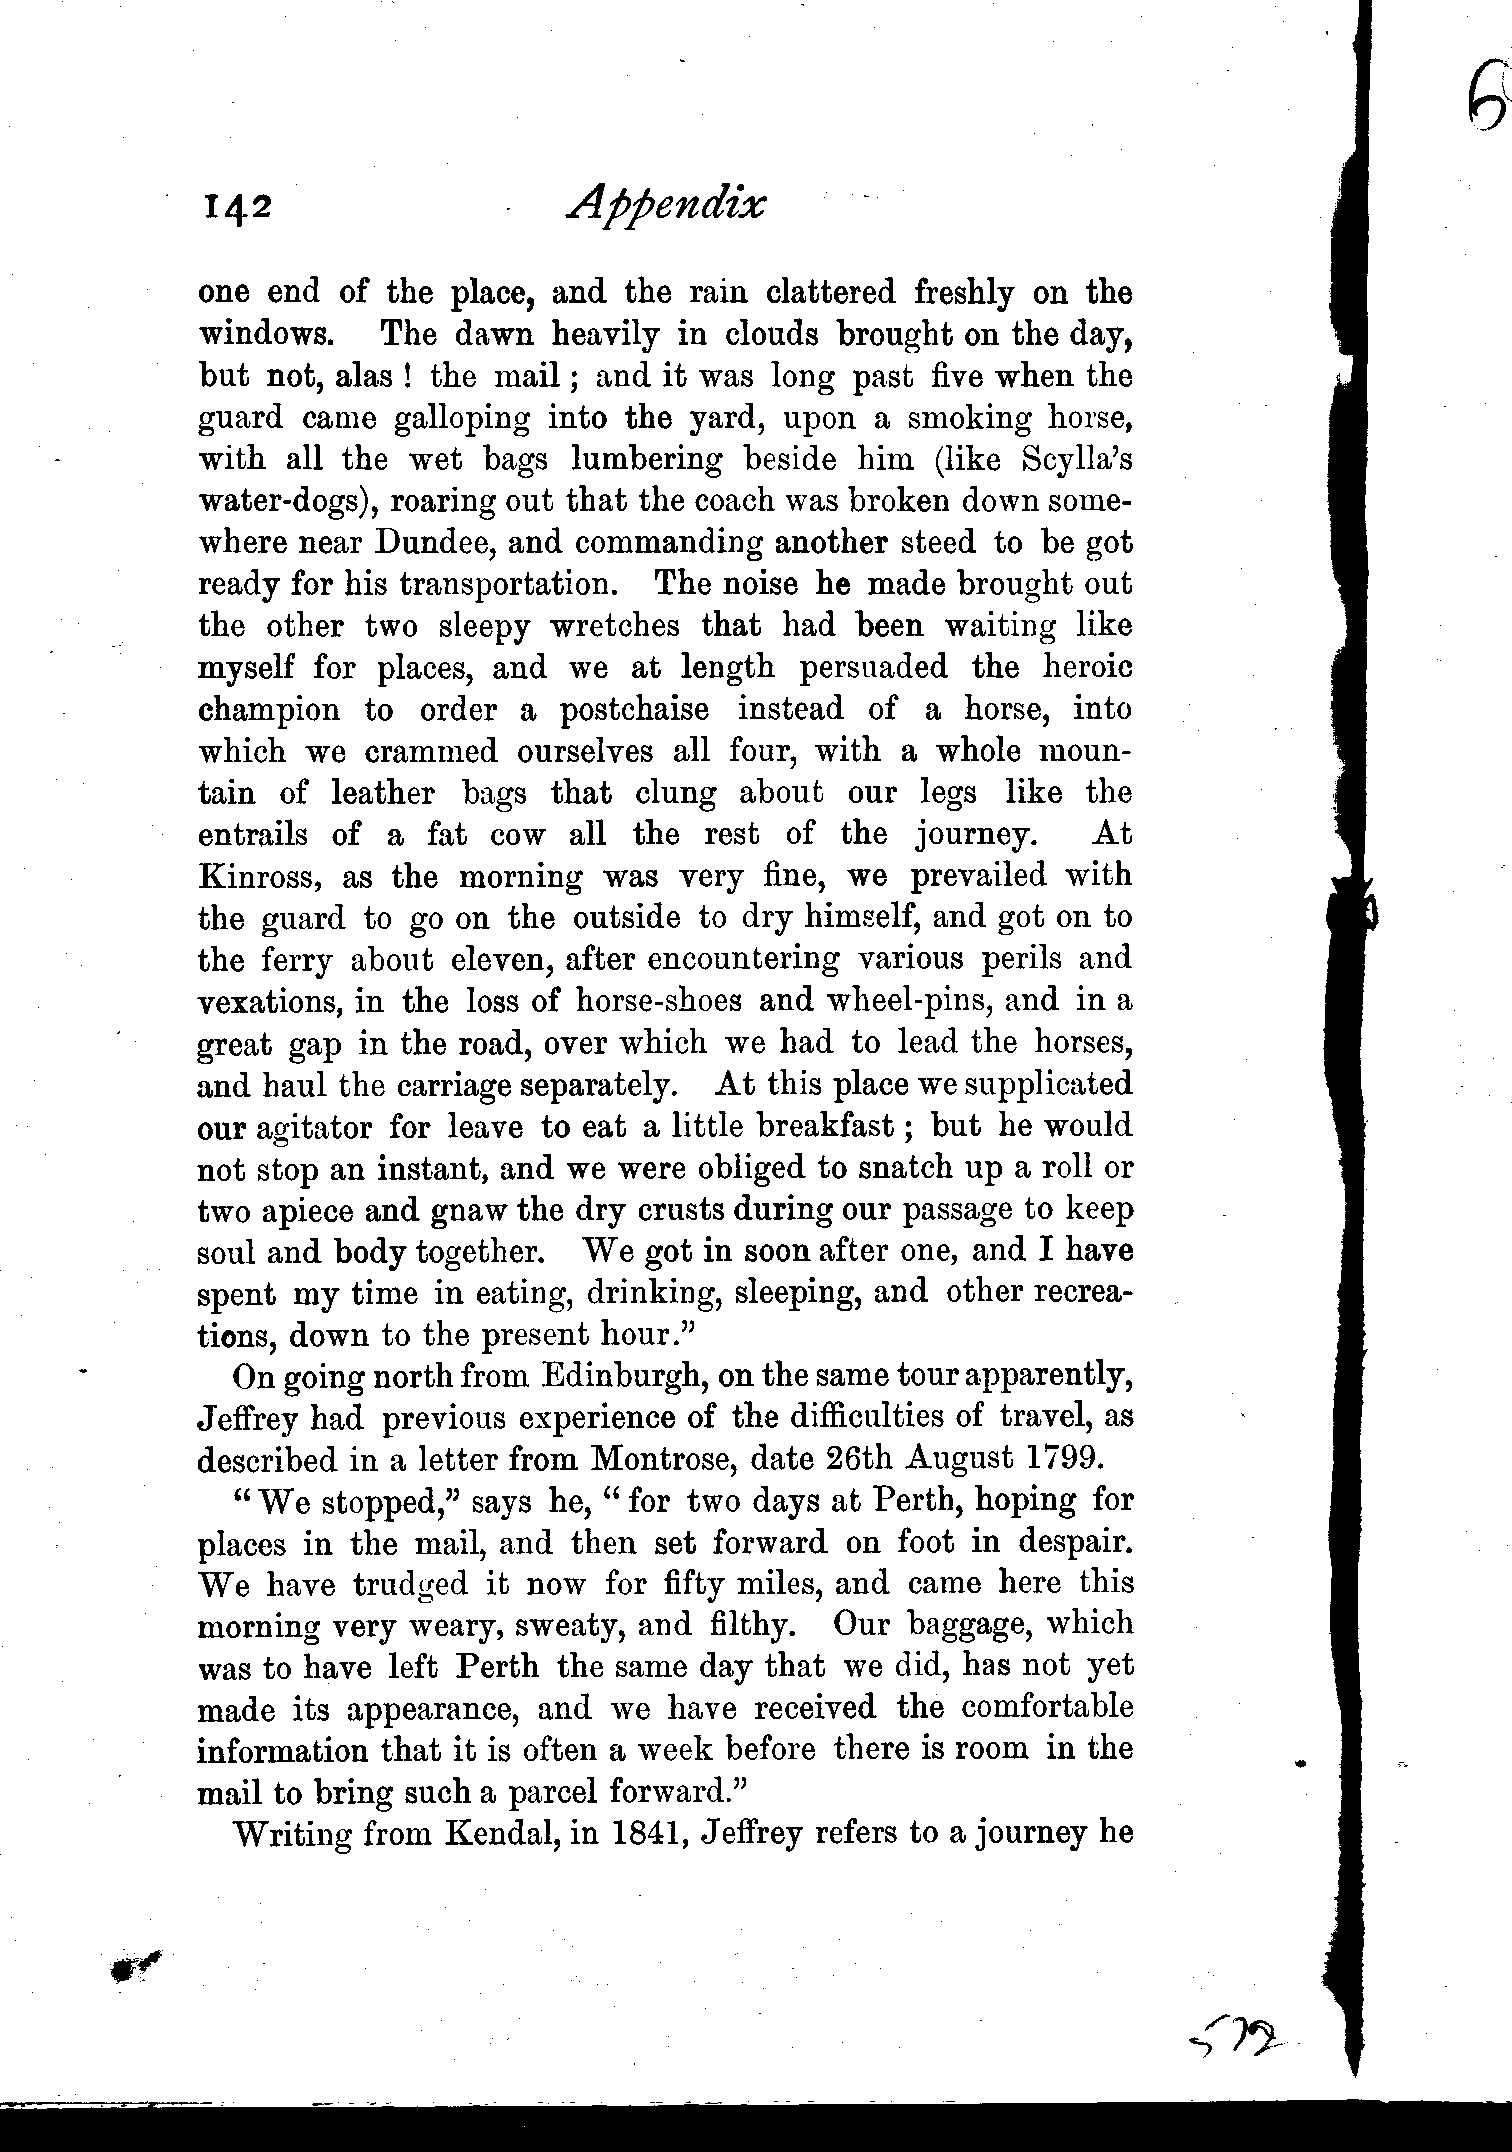 142 Appendix
one end of the place, and the rain clattered freshly on the
windows. The dawn heavily in clouds brought on the day,
but not, alas ! the mail ; and it was long past five when the
guard came galloping into the yard, upon a smoking horse,
with all the wet bags lumbering beside him (like Scylla's
water-dogs), roaring out that the coach was broken down some-
where near Dundee, and commanding another steed to be got
ready for his transportation. The noise he made brought out
the other two sleepy wretches that had been waiting like
myself for places, and we at length persuaded the heroic
champion to order a postchaise instead of a horse, into
which we crammed ourselves all four, with a whole moun-
tain of leather bags that clung about our legs like the
entrails of a fat cow all the rest of the journey. At
Kinross, as the morning was very fine, we prevailed with
the guard to go on the outside to dry himself, and got on to
the ferry about eleven, after encountering various perils and
vexations, in the loss of horse-shoes and wheel-pins, and in a
great gap in the road, over which we had to lead the horses,
and haul the carriage separately. At this place we supplicated
our agitator for leave to eat a little breakfast ; but he would
not stop an instant, and we were obliged to snatch up a roll or
two apiece and gnaw the dry crusts during our passage to keep
soul and body together. We got in soon after one, and I have
spent my time in eating, drinking, sleeping, and other recrea-
tions, down to the present hour."
On going north from Edinburgh, on the same tour apparently,
Jeffrey had previous experience of the difficulties of travel, as
described in a letter from Montrose, date 26th August 1799.
"We stopped," says he, "for two days at Perth, hoping for
places in the mail, and then set forward on foot in despair.
We have trudged it now for fifty miles, and came here this
morning very weary, sweaty, and filthy. Our baggage, which
was to have left Perth the same day that we did, has not yet
made its appearance, and we have received the comfortable
information that it is often a week before there is room in the
mail to bring such a parcel forward."
Writing from Kendal, in 1841, Jeffrey refers to a journey he